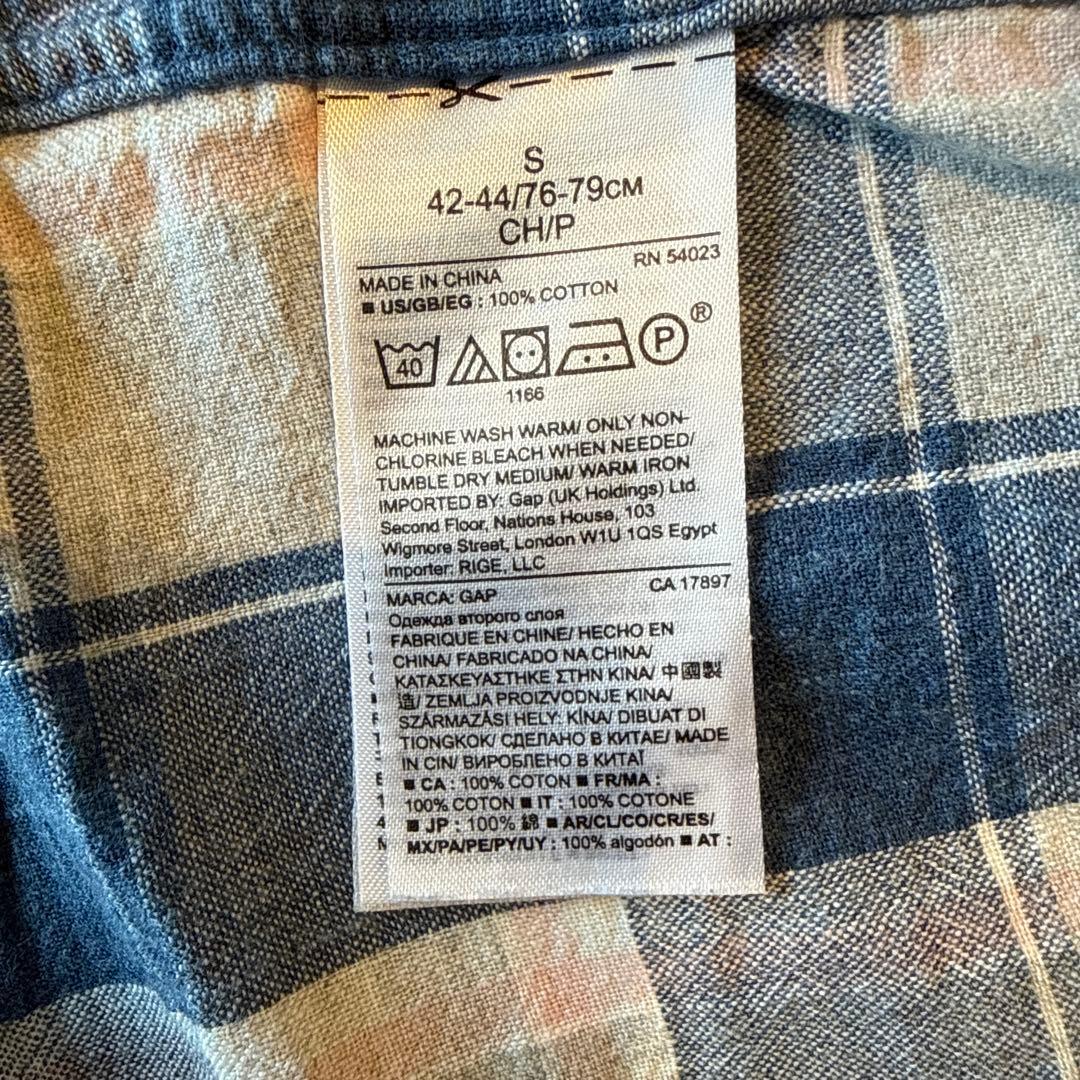 S
42-44/76-79CM
CH/P
RN 54023
MADE IN CHINA
■ US/GB/EG : 100% COTTON
40
P ®
1166
MACHINE WASH WARM/ ONLY NON-
CHLORINE BLEACH WHEN NEEDED/
TUMBLE DRY MEDIUM/ WARM IRON
IMPORTED BY: Gap (UK Holdings) Ltd.
Second Floor, Nations House, 103
Wigmore Street, London W1U 1QS Egypt
Importer: RIGE, LLC
MARCA: GAP
CA 17897
Одежда второго слоя
FABRIQUE EN CHINE/ HECHO EN
CHINA/ FABRICADO NA CHINA/
ΚΑΤΑΣΚΕΥΑΣΤΗΚΕ ΣΤΗΝ ΚΙΝΑ/ 中國製
造/ ZEMLJA PROIZVODNJE KINA/
SZÁRMAZÁSI HELY: KÍNA/ DIBUAT DI
TIONGKOK/ СДЕЛАНО В КИТАЕ/ MADE
IN CIN/ ВИРОБЛЕНО В КИТАЇ
■ CA : 100% COTON ■ FR/MA :
100% COTON ■ IT : 100% COTONE
■ JP : 100% 綿 ■ AR/CL/CO/CR/ES/
MX/PA/PE/PY/UY : 100% algodón ■ AT :